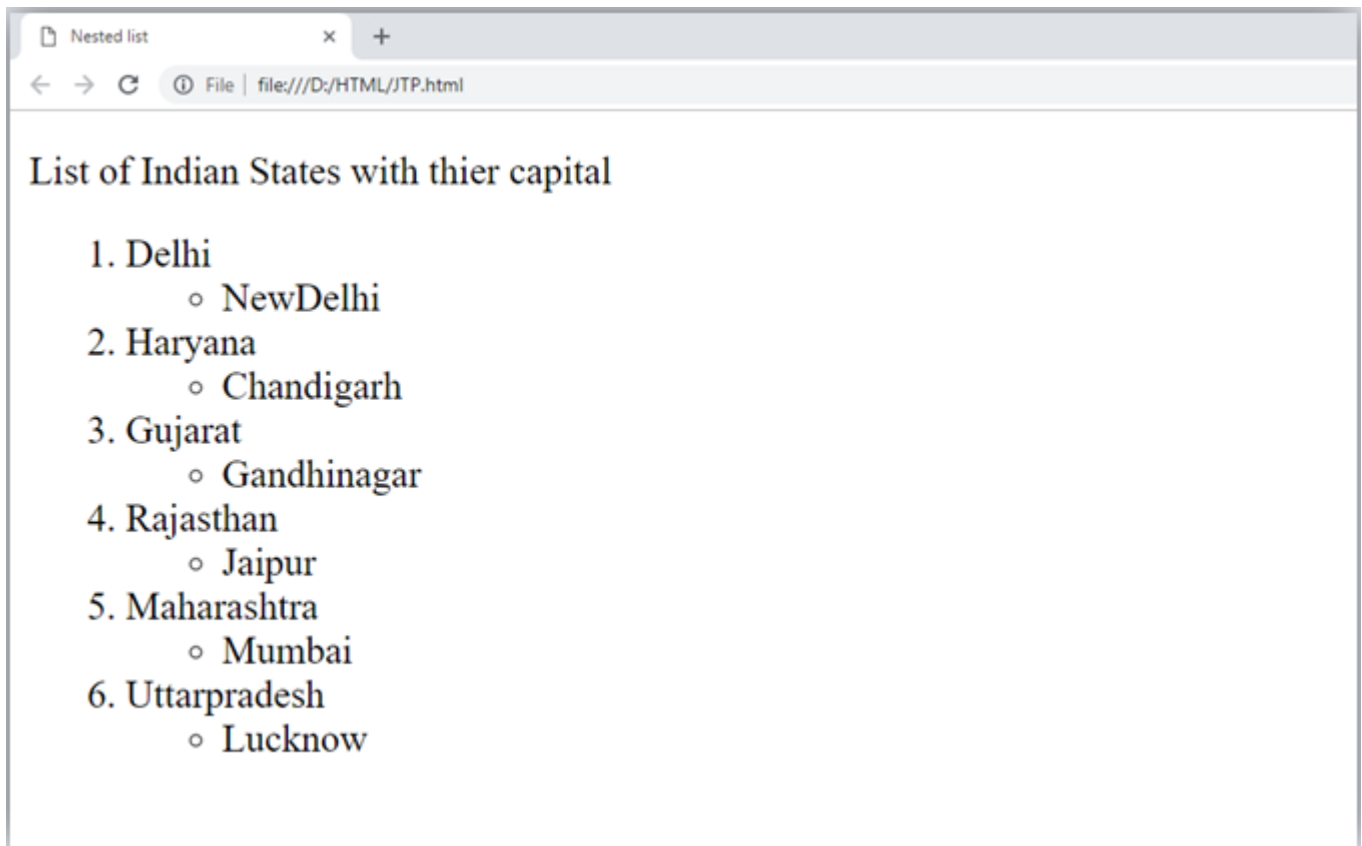 Nested list
File | file:///D:/HTML/JTP.html
List of Indian States with thier capital
1. Delhi
NewDelhi
2. Haryana
Chandigarh
3. Gujarat
Gandhinagar
4. Rajasthan
Jaipur
5. Maharashtra
Mumbai
6. Uttarpradesh
Lucknow